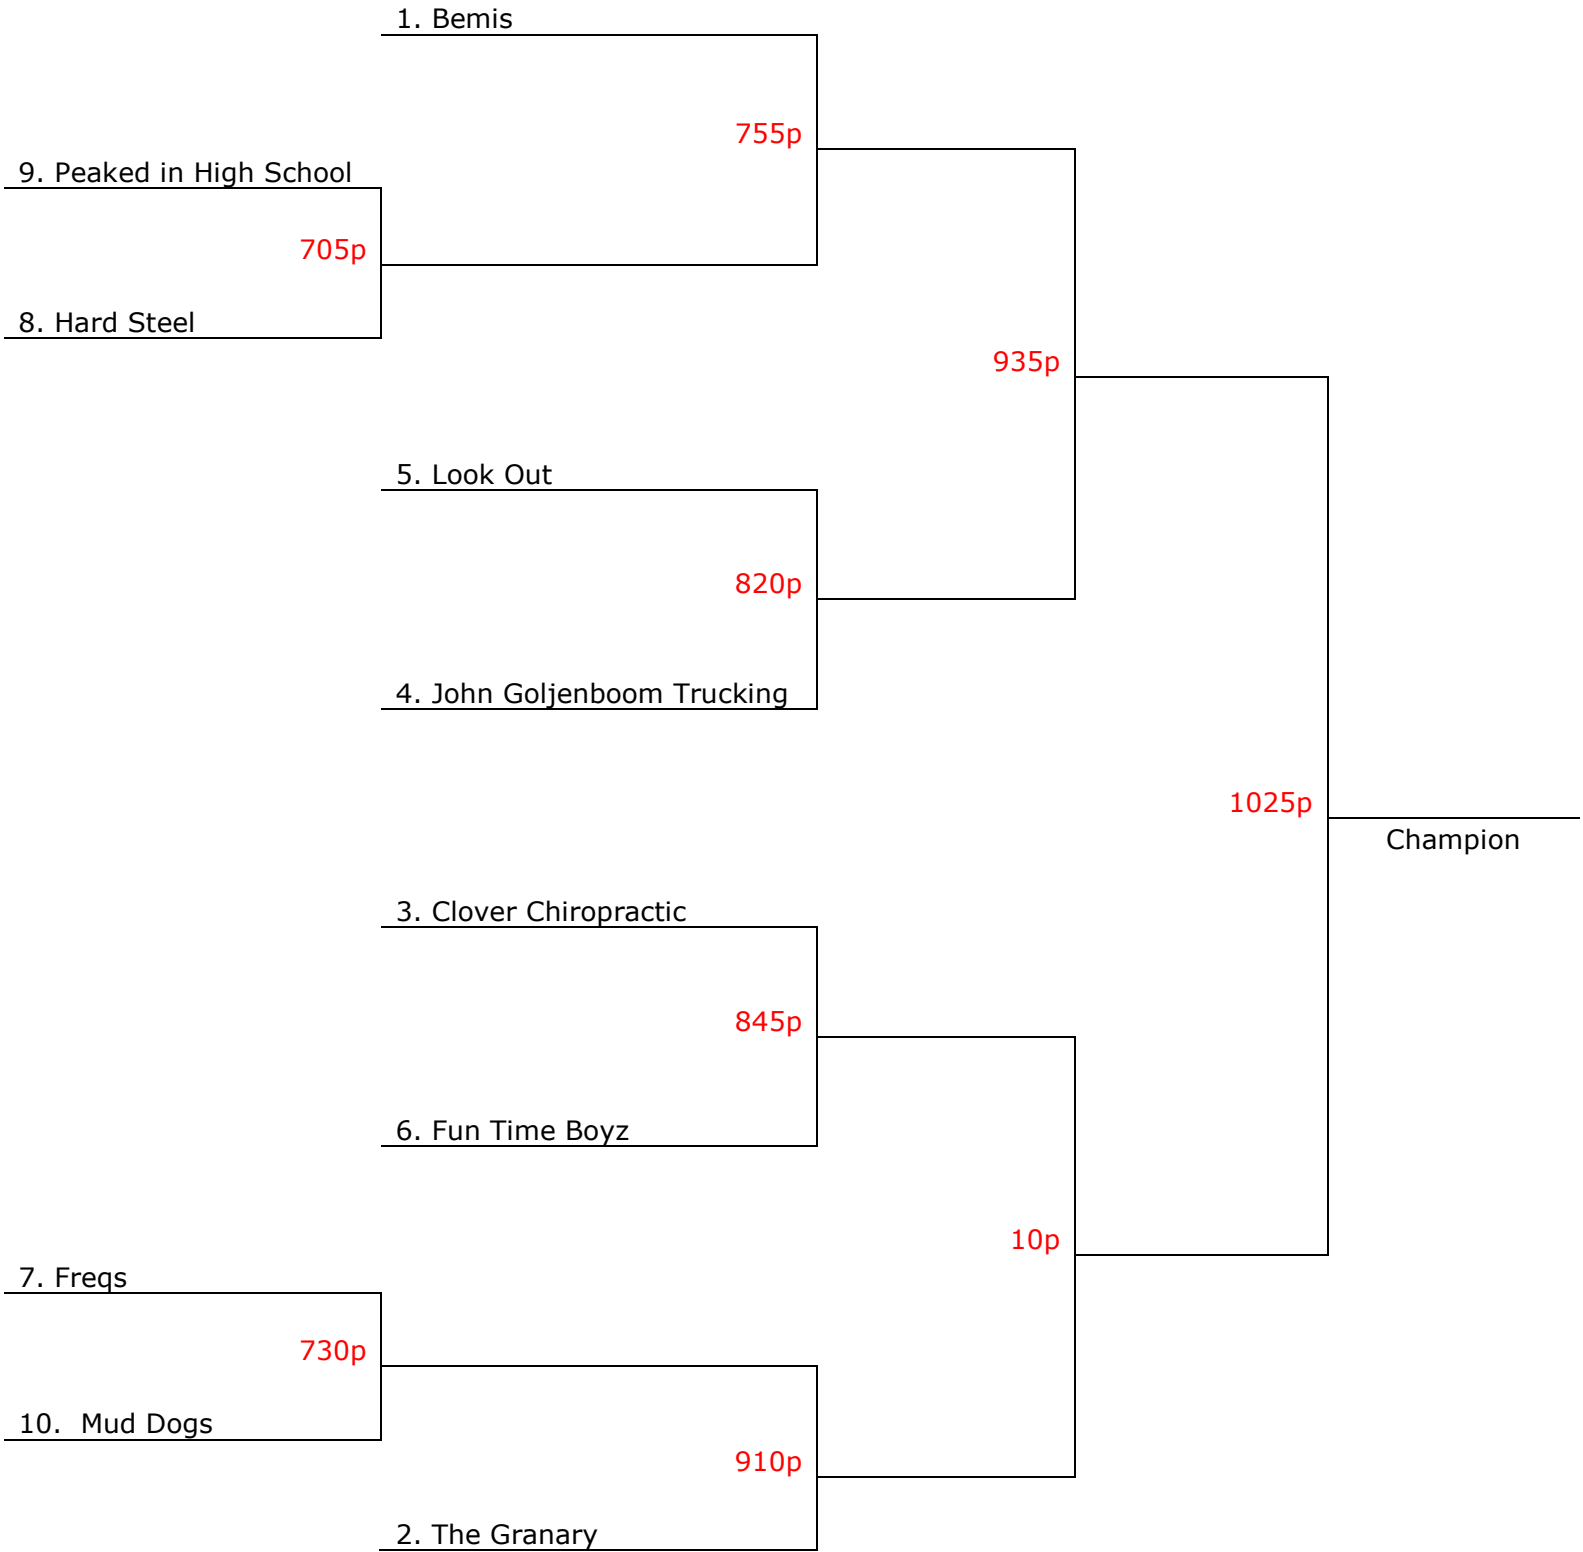 1. Bemis
755p
9. Peaked in High School
705p
8. Hard Steel
935p
5. Look Out
820p
4. John Goljenboom Trucking
1025p
Champion
3. Clover Chiropractic
845p
6. Fun Time Boyz
10p
7. Freqs
730p
10.  Mud Dogs
910p
2. The Granary